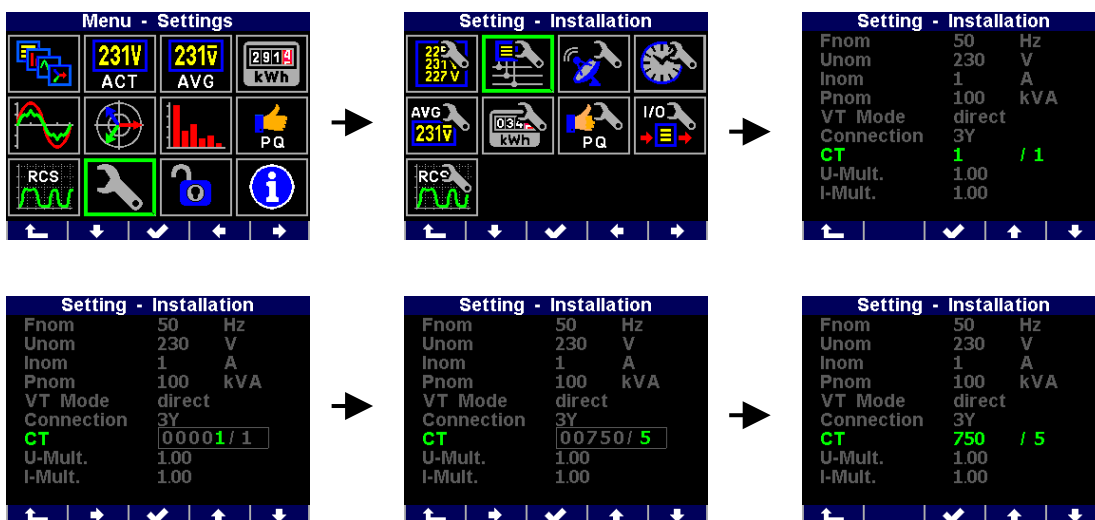 Menu - Settings
231V
ACT
231V
AVG
2914
kWh
PQ
RCS
Setting - Installation
227 V
AVG
231V
kWh
PQ
I/O
Setting - Installation
Fnom 50 Hz
Unom 230 V
Inom 1 A
Pnom 100 kVA
VT Mode direct
Connection 3Y
CT 1 / 1
U-Mult. 1.00
I-Mult. 1.00
Setting - Installation
Fnom 50 Hz
Unom 230 V
Inom 1 A
Pnom 100 kVA
VT Mode direct
Connection 3Y
CT 00001/ 1
U-Mult. 1.00
I-Mult. 1.00
Setting - Installation
Fnom 50 Hz
Unom 230 V
Inom 1 A
Pnom 100 kVA
VT Mode direct
Connection 3Y
CT 00750/ 5
U-Mult. 1.00
I-Mult. 1.00
Setting - Installation
Fnom 50 Hz
Unom 230 V
Inom 1 A
Pnom 100 kVA
VT Mode direct
Connection 3Y
CT 750 / 5
U-Mult. 1.00
I-Mult. 1.00